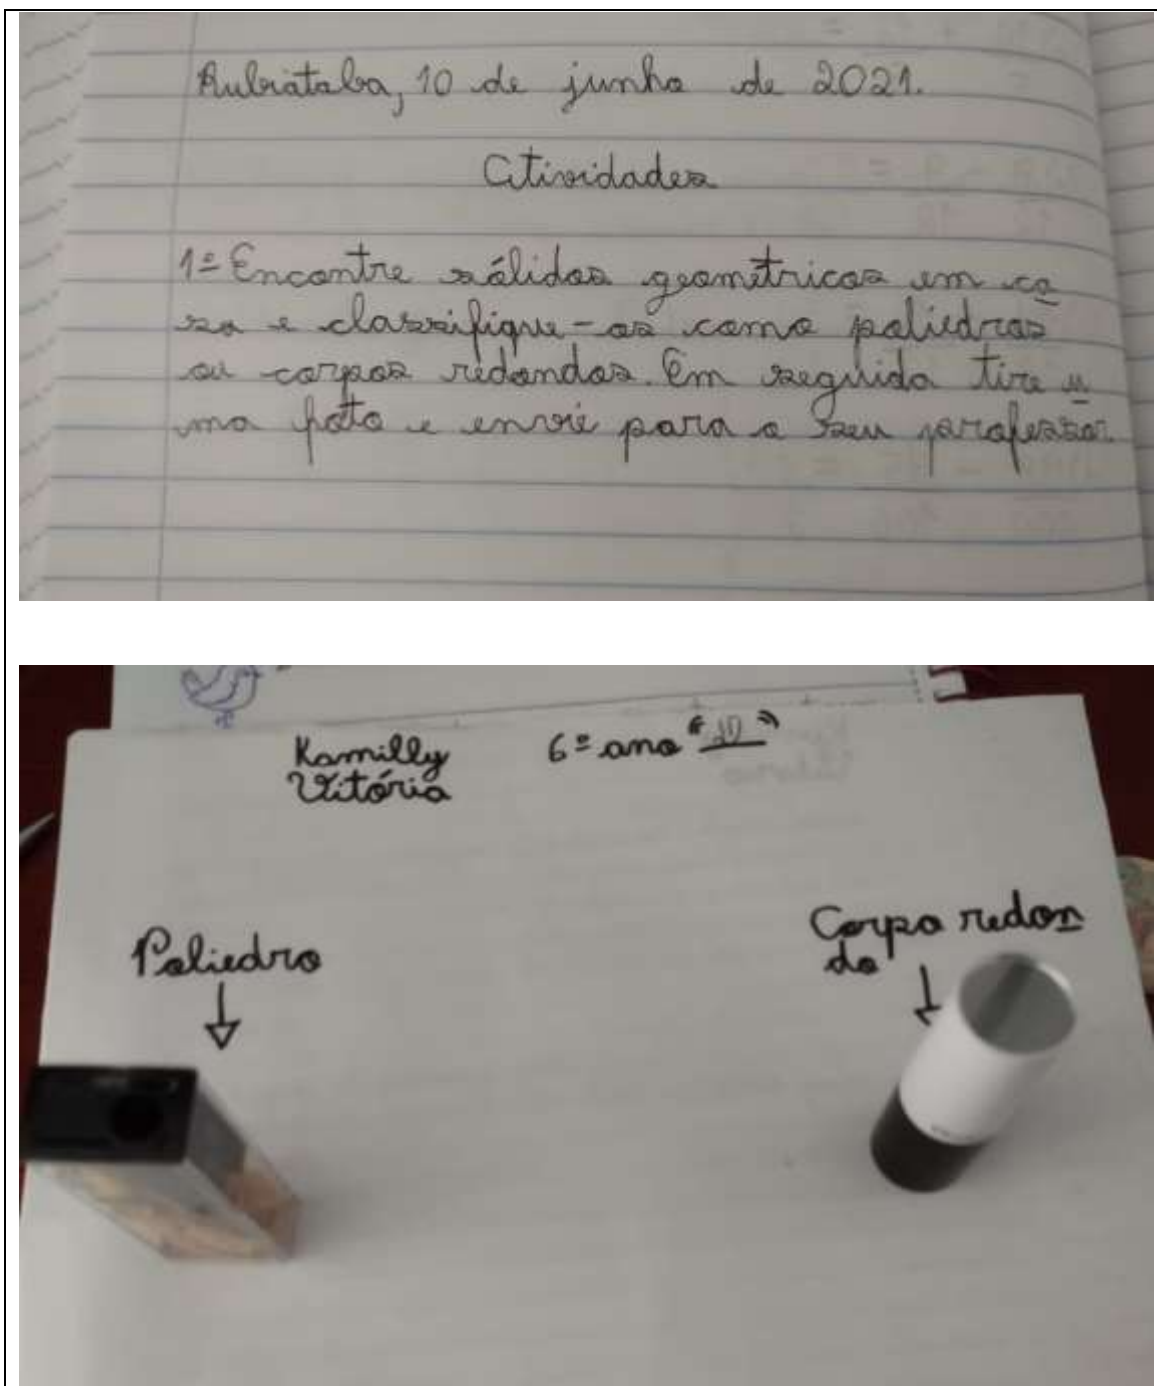 Rubiataba, 10 de junho de 2021.
Atividades
1º Encontre sólidos geométricos em ca
sa e classifique-os como poliedros
ou corpos redondos. Em seguida tire u
ma foto e envie para o seu professor.
Kamilly
Vitória
6º ano "D"
Poliedro
Corpo redon
do